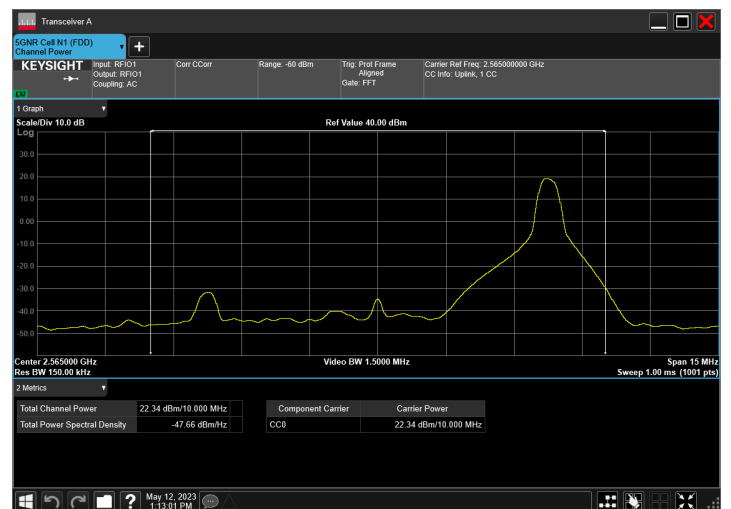 Transceiver A
5GNR Cell N1 (FDD)
Channel Power
+
KEYSIGHT
LXI
Input: RFIO1
Output: RFIO1
Coupling: AC
Corr CCorr
Range: -60 dBm
Trig: Prot Frame
Aligned
Gate: FFT
Carrier Ref Freq: 2.565000000 GHz
CC Info: Uplink, 1 CC
1 Graph
Scale/Div 10.0 dB
Ref Value 40.00 dBm
Log
30.0
20.0
10.0
0.00
-10.0
-20.0
-30.0
-40.0
-50.0
Center 2.565000 GHz
Video BW 1.5000 MHz
Span 15 MHz
Res BW 150.00 kHz
Sweep 1.00 ms (1001 pts)
2 Metrics
Total Channel Power 22.34 dBm/10.000 MHz
Total Power Spectral Density -47.66 dBm/Hz
Component Carrier Carrier Power
CC0 22.34 dBm/10.000 MHz
?
May 12, 2023
1:13:01 PM